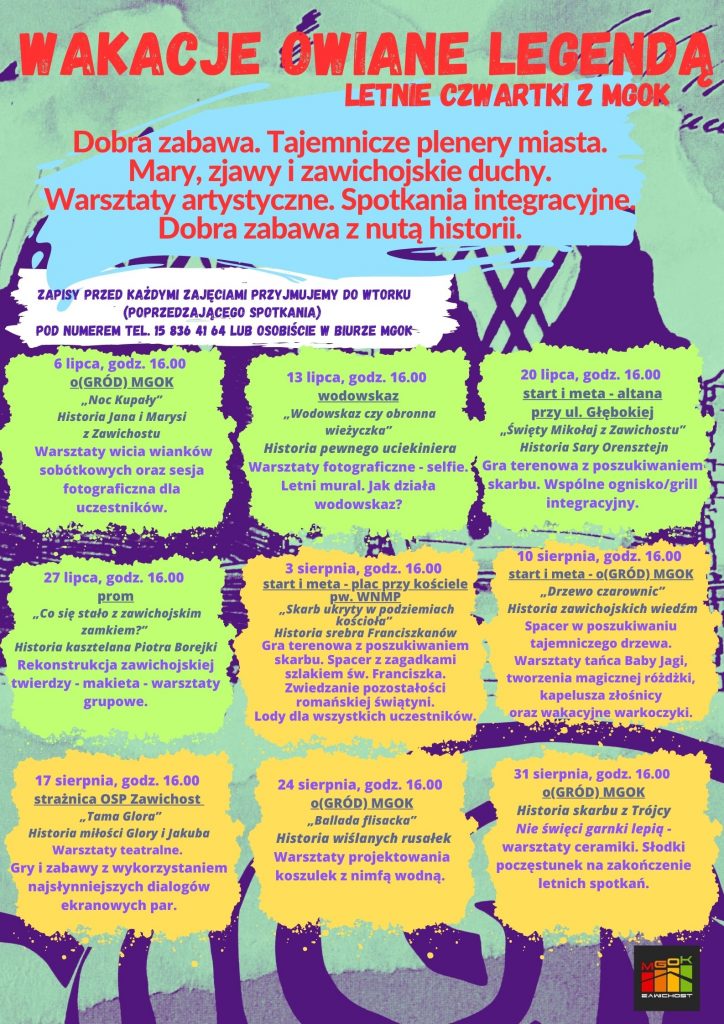 WAKACJE OWIANE LEGENDĄ
LETNIE CZWARTKI Z MGOK
Dobra zabawa. Tajemnicze plenery miasta.
Mary, zjawy i zawichojskie duchy.
Warsztaty artystyczne. Spotkania integracyjne.
Dobra zabawa z nutą historii.
ZAPISY PRZED KAŻDYMI ZAJĘCIAMI PRZYJMUJEMY DO WTORKU
(POPRZEDZAJĄCEGO SPOTKANIA)
POD NUMEREM TEL. 15 836 41 64 LUB OSOBIŚCIE W BIURZE MGOK
6 lipca, godz. 16.00
o(GRÓD) MGOK
„Noc Kupały”
Historia Jana i Marysi
z Zawichostu
Warsztaty wicia wianków
sobótkowych oraz sesja
fotograficzna dla
uczestników.
13 lipca, godz. 16.00
wodowskaz
„Wodowskaz czy obronna
wieżyczka”
Historia pewnego uciekiniera
Warsztaty fotograficzne - selfie.
Letni mural. Jak działa
wodowskaz?
20 lipca, godz. 16.00
start i meta - altana
przy ul. Głębokiej
„Święty Mikołaj z Zawichostu”
Historia Sary Orensztejn
Gra terenowa z poszukiwaniem
skarbu. Wspólne ognisko/grill
integracyjny.
27 lipca, godz. 16.00
prom
„Co się stało z zawichojskim
zamkiem?”
Historia kasztelana Piotra Borejki
Rekonstrukcja zawichojskiej
twierdzy - makieta - warsztaty
grupowe.
3 sierpnia, godz. 16.00
start i meta - plac przy kościele
pw. WNMP
„Skarb ukryty w podziemiach
kościoła”
Historia srebra Franciszkanów
Gra terenowa z poszukiwaniem
skarbu. Spacer z zagadkami
szlakiem św. Franciszka.
Zwiedzanie pozostałości
romańskiej świątyni.
Lody dla wszystkich uczestników.
10 sierpnia, godz. 16.00
start i meta - o(GRÓD) MGOK
„Drzewo czarownic”
Historia zawichojskich wiedźm
Spacer w poszukiwaniu
tajemniczego drzewa.
Warsztaty tańca Baby Jagi,
tworzenia magicznej różdżki,
kapelusza złośnicy
oraz wakacyjne warkoczyki.
17 sierpnia, godz. 16.00
strażnica OSP Zawichost
„Tama Glora”
Historia miłości Glory i Jakuba
Warsztaty teatralne.
Gry i zabawy z wykorzystaniem
najsłynniejszych dialogów
ekranowych par.
24 sierpnia, godz. 16.00
o(GRÓD) MGOK
„Ballada flisacka”
Historia wiślanych rusałek
Warsztaty projektowania
koszulek z nimfą wodną.
31 sierpnia, godz. 16.00
o(GRÓD) MGOK
Historia skarbu z Trójcy
Nie święci garnki lepią -
warsztaty ceramiki. Słodki
poczęstunek na zakończenie
letnich spotkań.
MGOK
ZAWICHOST